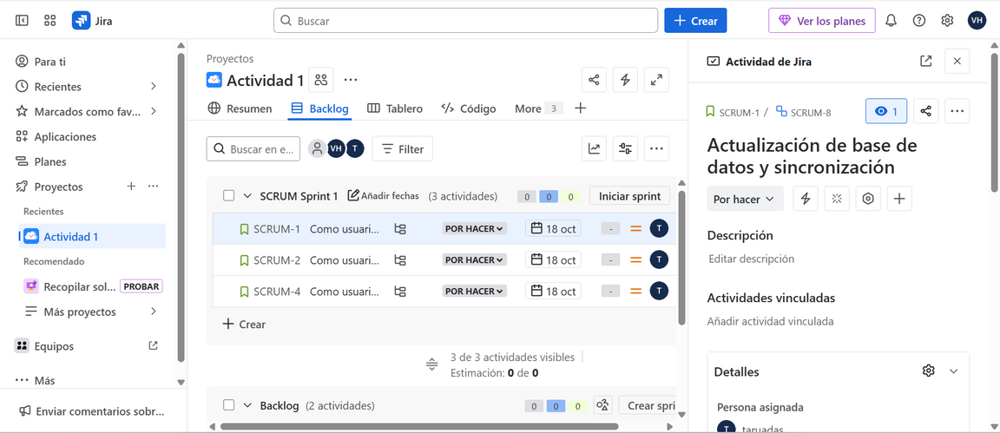 Jira
Buscar
Crear
Ver los planes
VH
Para ti
Recientes
Marcados como fav...
Aplicaciones
Planes
Proyectos
Recientes
Actividad 1
Recomendado
Recopilar sol... PROBAR
Más proyectos
Equipos
Más
Enviar comentarios sobr...
Proyectos
Actividad 1
Resumen Backlog Tablero Código More 3
Buscar en e... VH T Filter
SCRUM Sprint 1 Añadir fechas (3 actividades) 0 0 0 Iniciar sprint
SCRUM-1 Como usuari... POR HACER 18 oct - T
SCRUM-2 Como usuari... POR HACER 18 oct - T
SCRUM-4 Como usuari... POR HACER 18 oct - T
Crear
3 de 3 actividades visibles
Estimación: 0 de 0
Backlog (2 actividades) 0 0 0 Crear spri
Actividad de Jira
SCRUM-1 / SCRUM-8 1
Actualización de base de
datos y sincronización
Por hacer
Descripción
Editar descripción
Actividades vinculadas
Añadir actividad vinculada
Detalles
Persona asignada
T taruadas